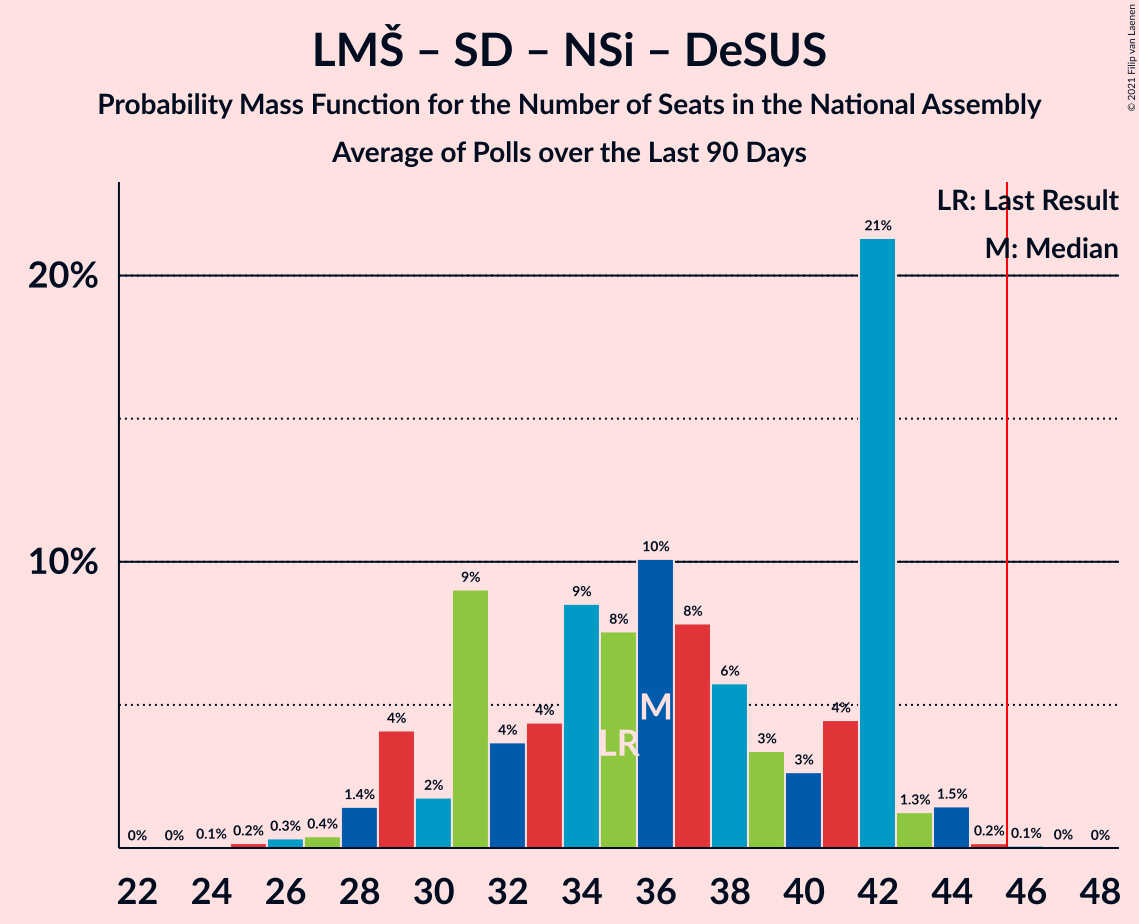 LMŠ – SD – NSi – DeSUS
Probability Mass Function for the Number of Seats in the National Assembly
Average of Polls over the Last 90 Days
© 2021 Filip van Laenen
LR: Last Result
M: Median
20%
10%
0% 0% 0.1% 0.2% 0.3% 0.4% 1.4% 4% 2% 9% 4% 4% 9% 8% 10% 8% 6% 3% 3% 4% 21% 1.3% 1.5% 0.2% 0.1% 0% 0%
M
LR
22 24 26 28 30 32 34 36 38 40 42 44 46 48